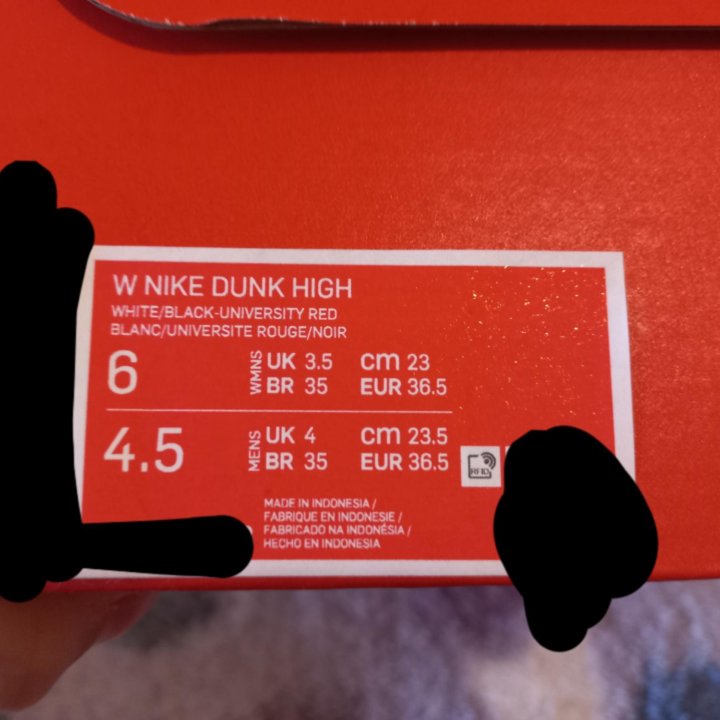 W NIKE DUNK HIGH
WHITE/BLACK-UNIVERSITY RED
BLANC/UNIVERSITE ROUGE/NOIR
6 WMNS UK 3.5 cm 23
BR 35 EUR 36.5
4.5 MENS UK 4 cm 23.5
BR 35 EUR 36.5
RFID
MADE IN INDONESIA /
FABRIQUE EN INDONESIE /
FABRICADO NA INDONÉSIA /
HECHO EN INDONESIA